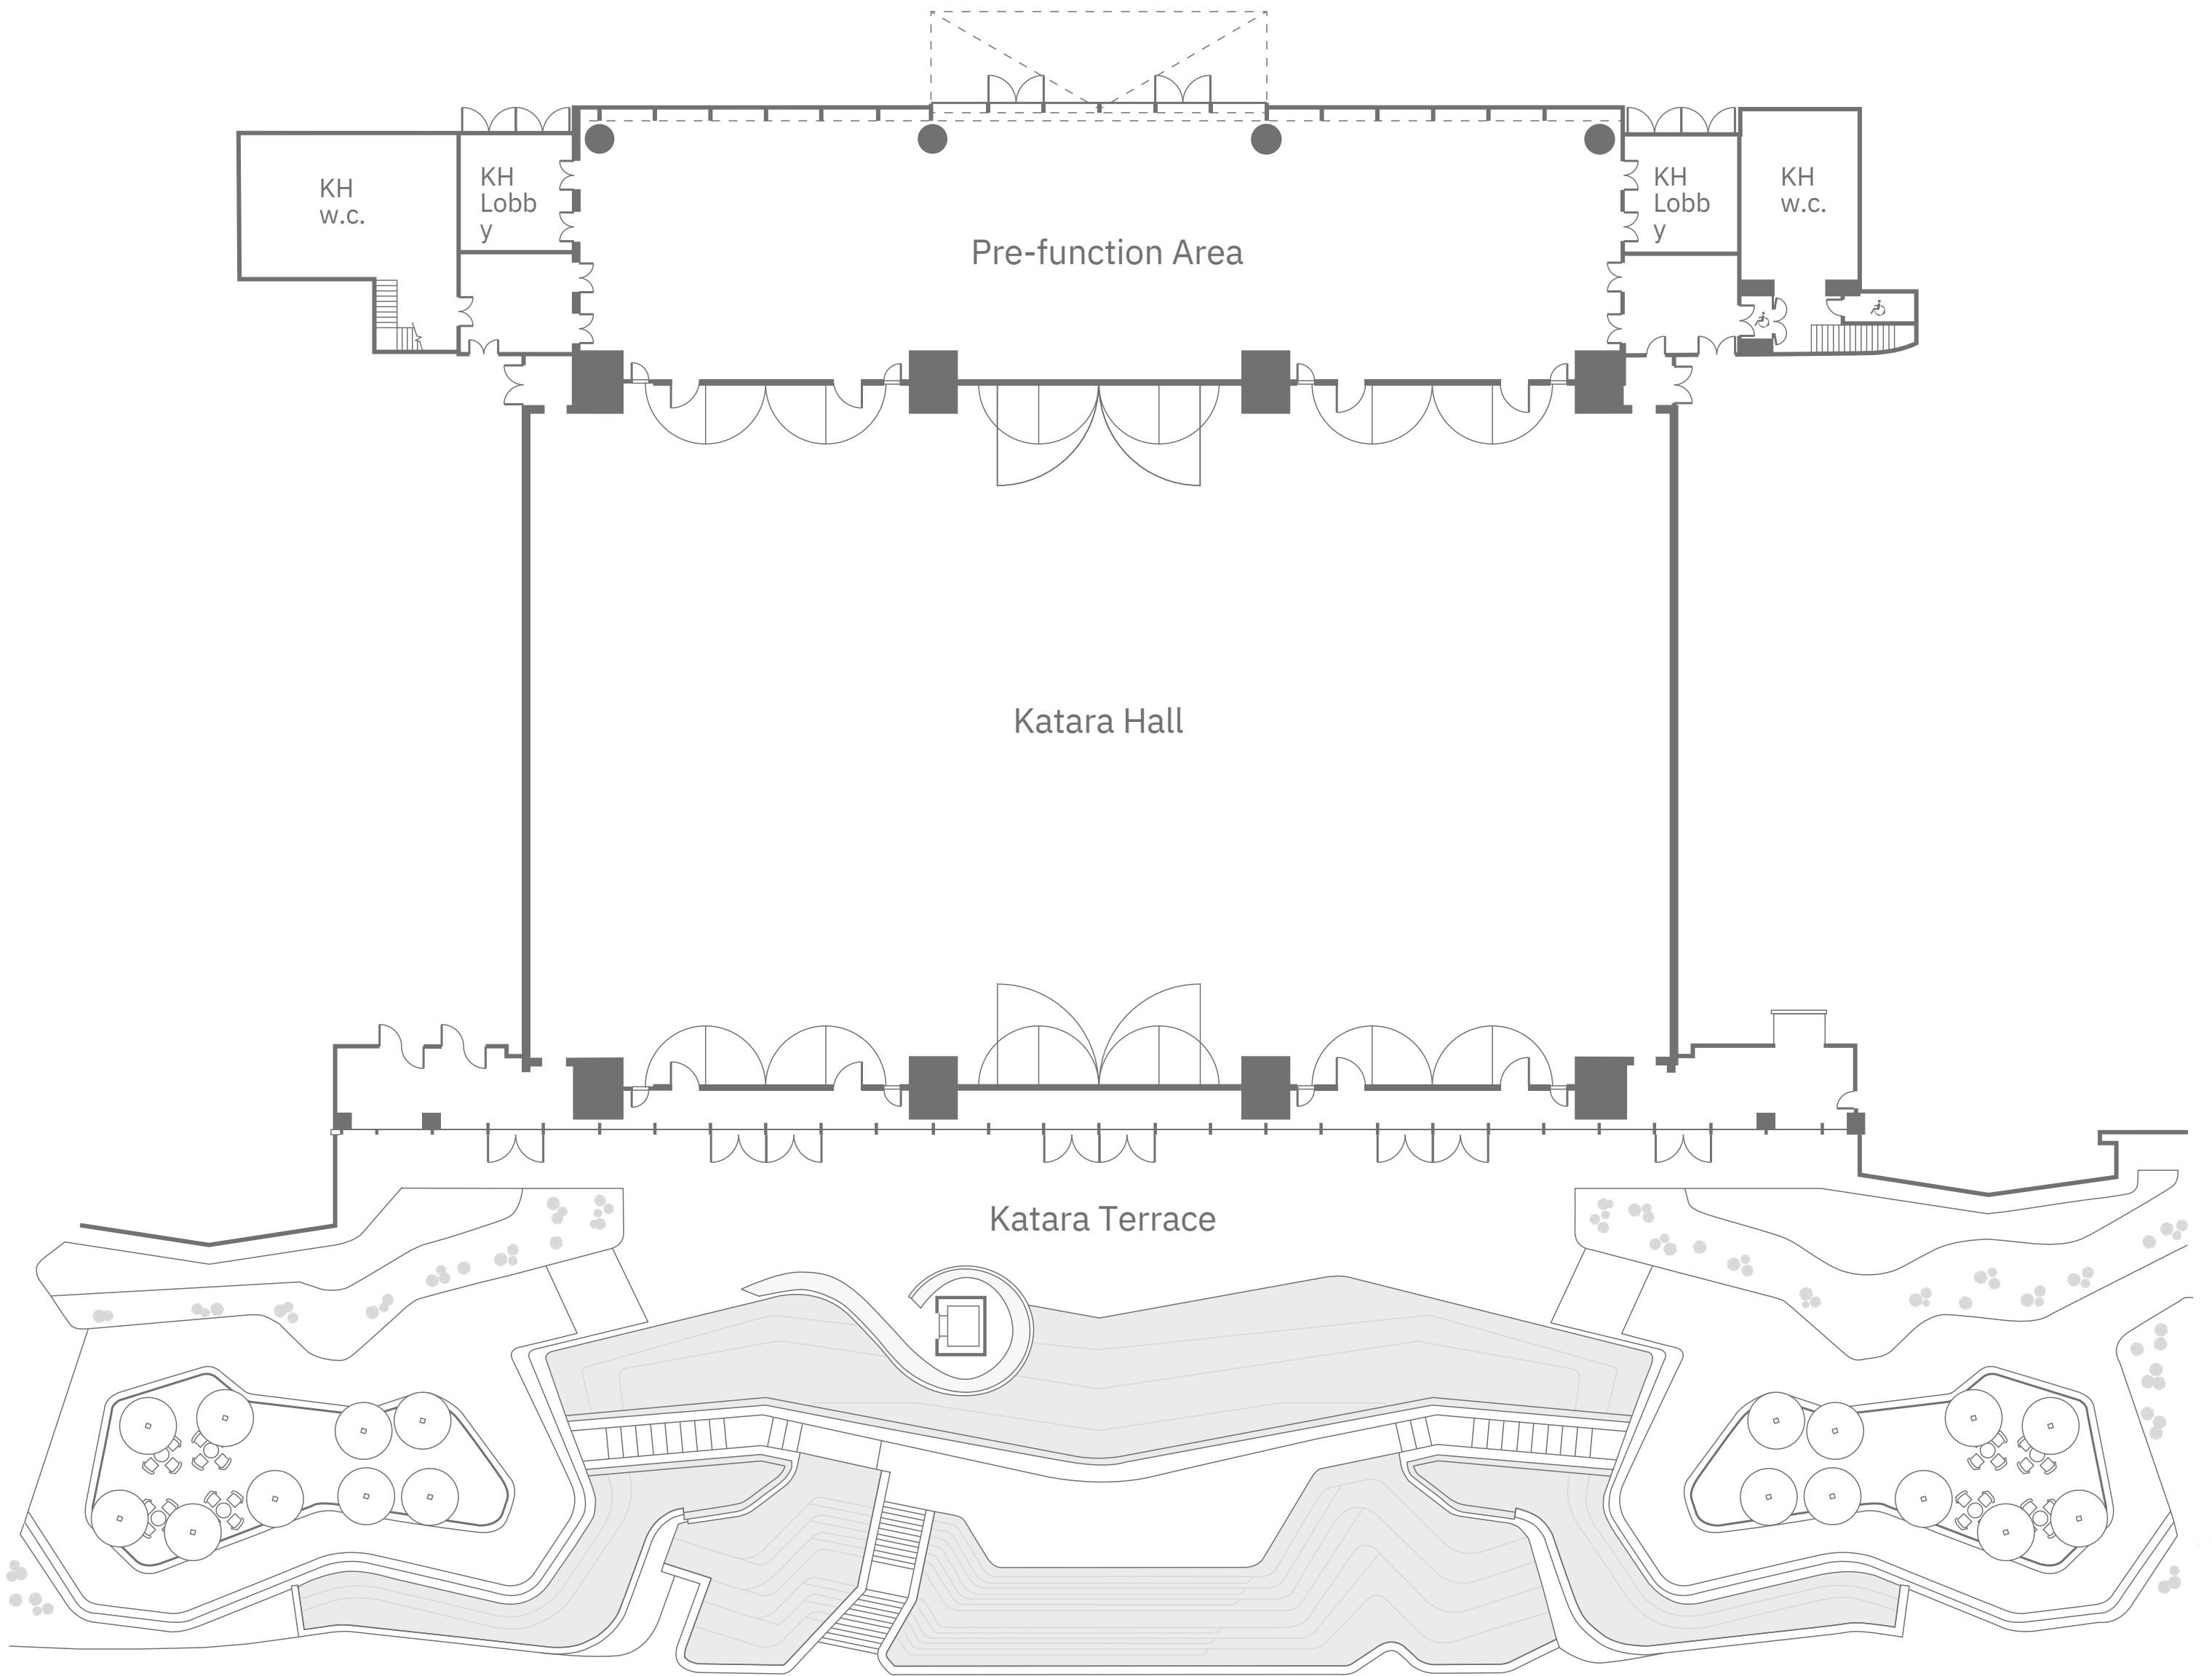 KH
w.c.
KH
Lobb
y
Pre-function Area
KH
Lobb
y
KH
w.c.
Katara Hall
Katara Terrace